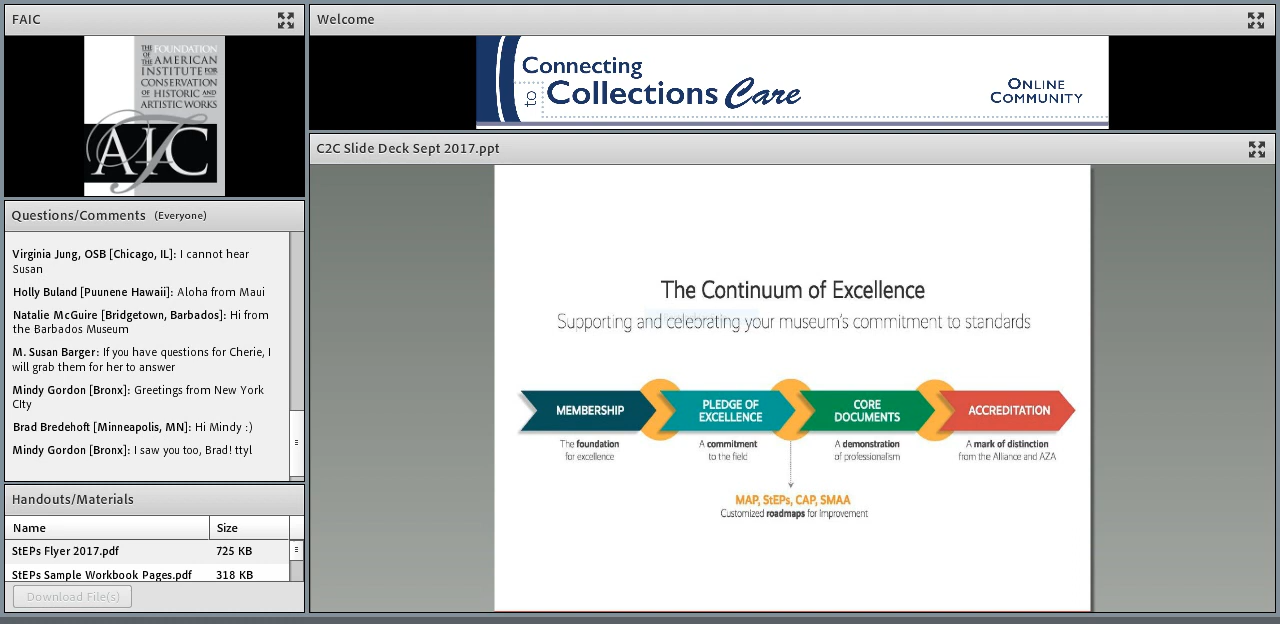 FAIC
THE FOUNDATION
OF THE AMERICAN
INSTITUTE FOR
CONSERVATION
OF HISTORIC AND
ARTISTIC WORKS
AIC
Questions/Comments (Everyone)
Virginia Jung, OSB [Chicago, IL]: I cannot hear
Susan
Holly Buland [Puunene Hawaii]: Aloha from Maui
Natalie McGuire [Bridgetown, Barbados]: Hi from
the Barbados Museum
M. Susan Barger: If you have questions for Cherie, I
will grab them for her to answer
Mindy Gordon [Bronx]: Greetings from New York
CIty
CEUB Bredehoft [Minneapolis, MN]: Hi Mindy :)
Mindy Gordon [Bronx]: I saw you too, Brad! ttyl
Handouts/Materials
Name Size
StEPs Flyer 2017.pdf 725 KB
StEPs Sample Workbook Pages.pdf 318 KB
Download File(s)
Welcome
Connecting
to Collections Care
ONLINE
COMMUNITY
C2C Slide Deck Sept 2017.ppt
The Continuum of Excellence
Supporting and celebrating your museum's commitment to standards
MEMBERSHIP
The foundation
for excellence
PLEDGE OF
EXCELLENCE
A commitment
to the field
CORE
DOCUMENTS
A demonstration
of professionalism
ACCREDITATION
A mark of distinction
from the Alliance and AZA
MAP, StEPs, CAP, SMAA
Customized roadmaps for improvement